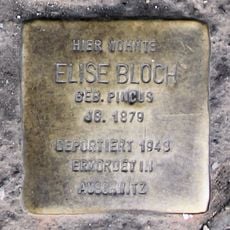 HIER WOHNTE
ELISE BLOCH
GEB. PINCUS
JG. 1879
DEPORTIERT 1943
ERMORDET IN
AUSCHWITZ